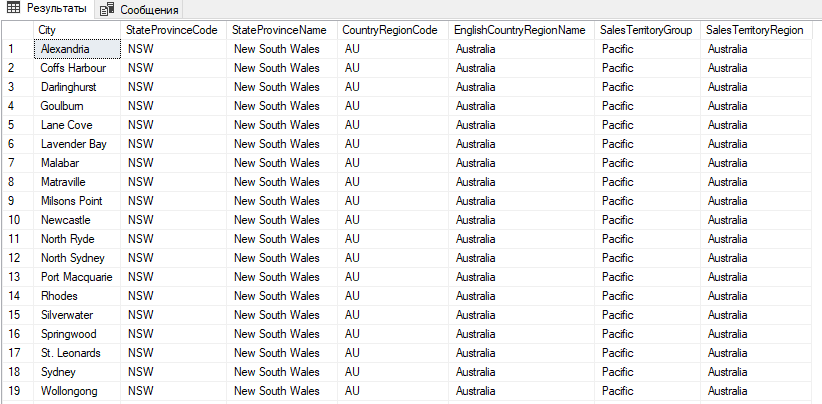 Результаты Сообщения
City StateProvinceCode StateProvinceName CountryRegionCode EnglishCountryRegionName SalesTerritoryGroup SalesTerritoryRegion
1 Alexandria NSW New South Wales AU Australia Pacific Australia
2 Coffs Harbour NSW New South Wales AU Australia Pacific Australia
3 Darlinghurst NSW New South Wales AU Australia Pacific Australia
4 Goulburn NSW New South Wales AU Australia Pacific Australia
5 Lane Cove NSW New South Wales AU Australia Pacific Australia
6 Lavender Bay NSW New South Wales AU Australia Pacific Australia
7 Malabar NSW New South Wales AU Australia Pacific Australia
8 Matraville NSW New South Wales AU Australia Pacific Australia
9 Milsons Point NSW New South Wales AU Australia Pacific Australia
10 Newcastle NSW New South Wales AU Australia Pacific Australia
11 North Ryde NSW New South Wales AU Australia Pacific Australia
12 North Sydney NSW New South Wales AU Australia Pacific Australia
13 Port Macquarie NSW New South Wales AU Australia Pacific Australia
14 Rhodes NSW New South Wales AU Australia Pacific Australia
15 Silverwater NSW New South Wales AU Australia Pacific Australia
16 Springwood NSW New South Wales AU Australia Pacific Australia
17 St. Leonards NSW New South Wales AU Australia Pacific Australia
18 Sydney NSW New South Wales AU Australia Pacific Australia
19 Wollongong NSW New South Wales AU Australia Pacific Australia